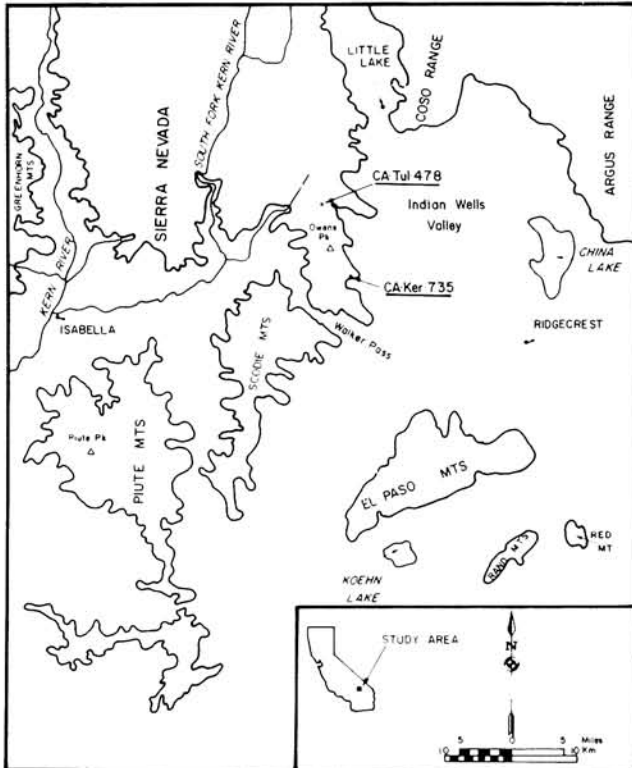 LITTLE
LAKE
COSO RANGE
ARGUS RANGE
SOUTH FORK KERN RIVER
SIERRA NEVADA
GREENHORN
MTS
KERN RIVER
CA-Tul 478
Indian Wells
Valley
Owens
Pk
CHINA
LAKE
CA-Ker 735
ISABELLA
RIDGECREST
Walker Pass
SCODIE MTS
Piute Pk
PIUTE MTS
EL PASO MTS
RED
MT
RAND MTS
KOEHN
LAKE
STUDY AREA
N
5 0 5 Miles
10 10 Km